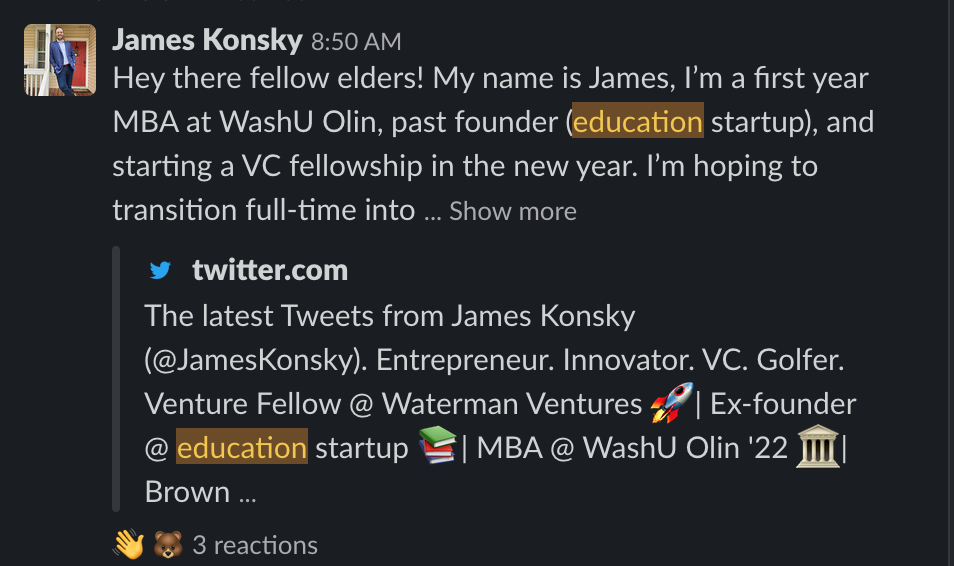 James Konsky 8:50 AM
Hey there fellow elders! My name is James, I’m a first year
MBA at WashU Olin, past founder (education startup), and
starting a VC fellowship in the new year. I’m hoping to
transition full-time into ... Show more
twitter.com
The latest Tweets from James Konsky
(@JamesKonsky). Entrepreneur. Innovator. VC. Golfer.
Venture Fellow @ Waterman Ventures 🚀| Ex-founder
@ education startup 📚| MBA @ WashU Olin '22 🏛️|
Brown ...
👋 🐻 3 reactions